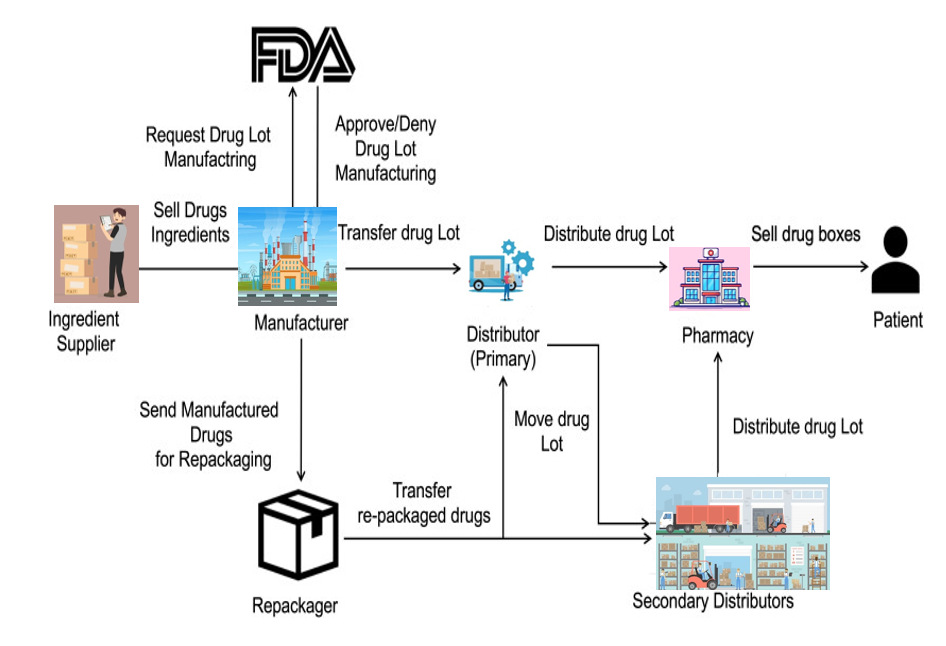 FDA
Request Drug Lot
Manufactring
Approve/Deny
Drug Lot
Manufacturing
Sell Drugs
Ingredients
Transfer drug Lot
Distribute drug Lot
Sell drug boxes
Ingredient
Supplier
Manufacturer
Distributor
(Primary)
Pharmacy
Patient
Send Manufactured
Drugs
for Repackaging
Move drug
Lot
Distribute drug Lot
Transfer
re-packaged drugs
Repackager
Secondary Distributors